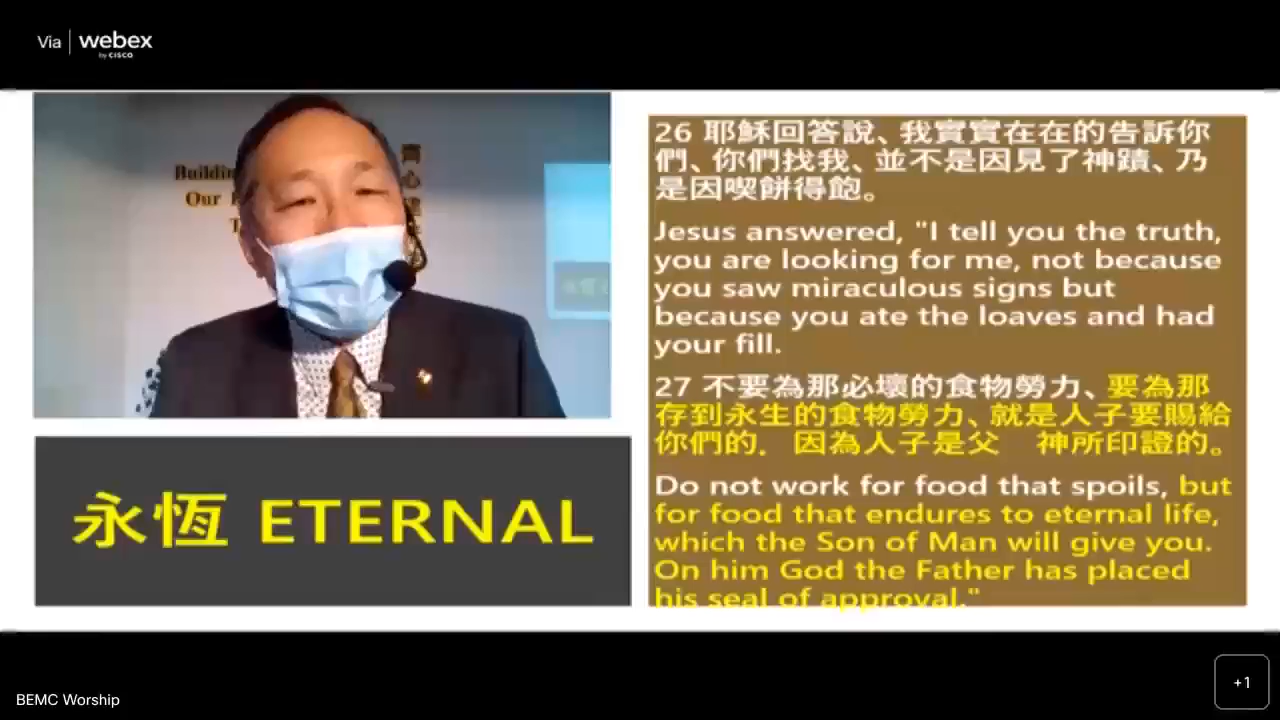 Via webex
by CISCO
Building
Our
26 耶穌回答說、我實實在在的告訴你
們、你們找我、並不是因見了神蹟、乃
是因喫餅得飽。
Jesus answered, "I tell you the truth,
you are looking for me, not because
you saw miraculous signs but
because you ate the loaves and had
your fill.
27 不要為那必壞的食物勞力、要為那
存到永生的食物勞力、就是人子要賜給
你們的．因為人子是父　神所印證的。
Do not work for food that spoils, but
for food that endures to eternal life,
which the Son of Man will give you.
On him God the Father has placed
his seal of approval."
永恆 ETERNAL
BEMC Worship
+1